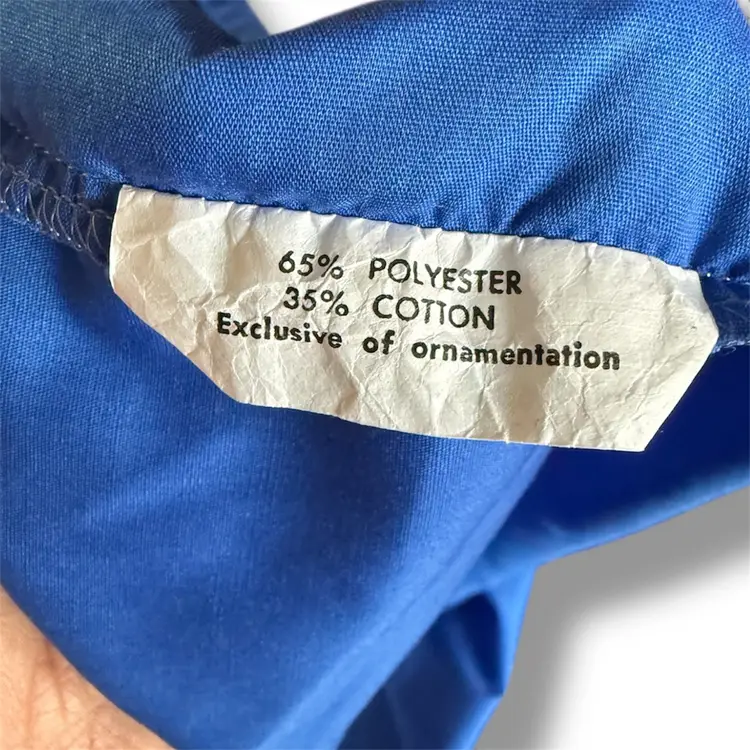 65% POLYESTER
35% COTTON
Exclusive of ornamentation